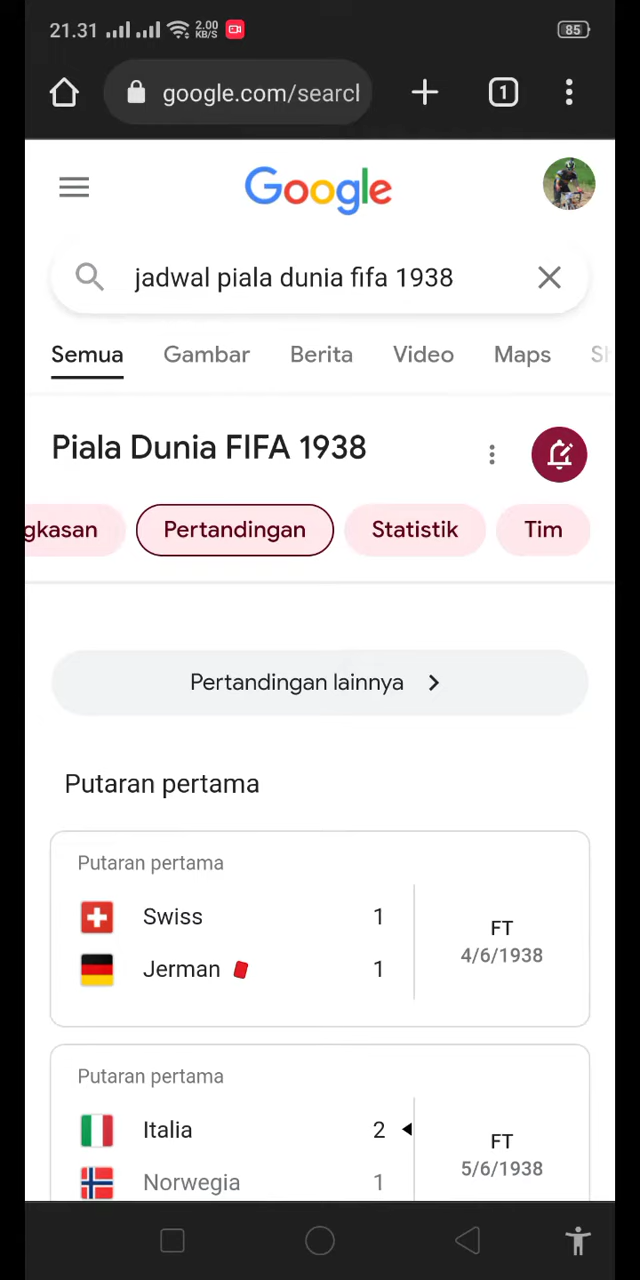 21.31 2.00 KB/S 85
google.com/searcl 1
Google
jadwal piala dunia fifa 1938
Semua Gambar Berita Video Maps Sh
Piala Dunia FIFA 1938
gkasan Pertandingan Statistik Tim
Pertandingan lainnya
Putaran pertama
Putaran pertama
Swiss 1
FT
4/6/1938
Jerman 1
Putaran pertama
Italia 2
FT
5/6/1938
Norwegia 1